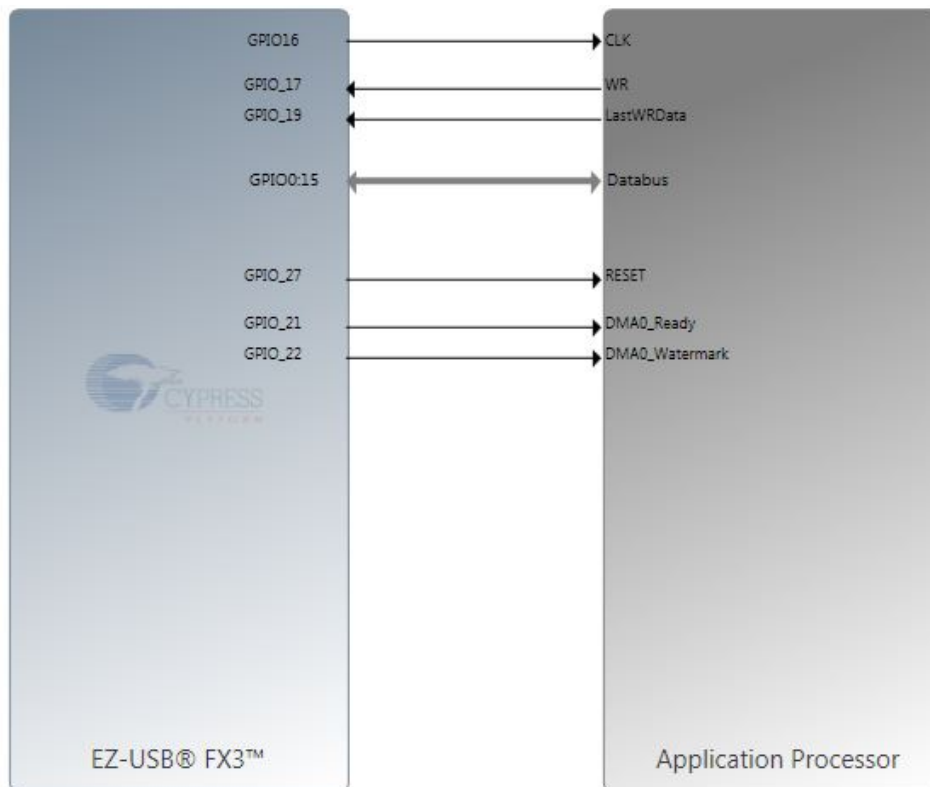 GPIO16 CLK
GPIO_17 WR
GPIO_19 LastWRData
GPIO0:15 Databus
GPIO_27 RESET
GPIO_21 DMA0_Ready
GPIO_22 DMA0_Watermark
CYPRESS
EZ-USB® FX3™ Application Processor